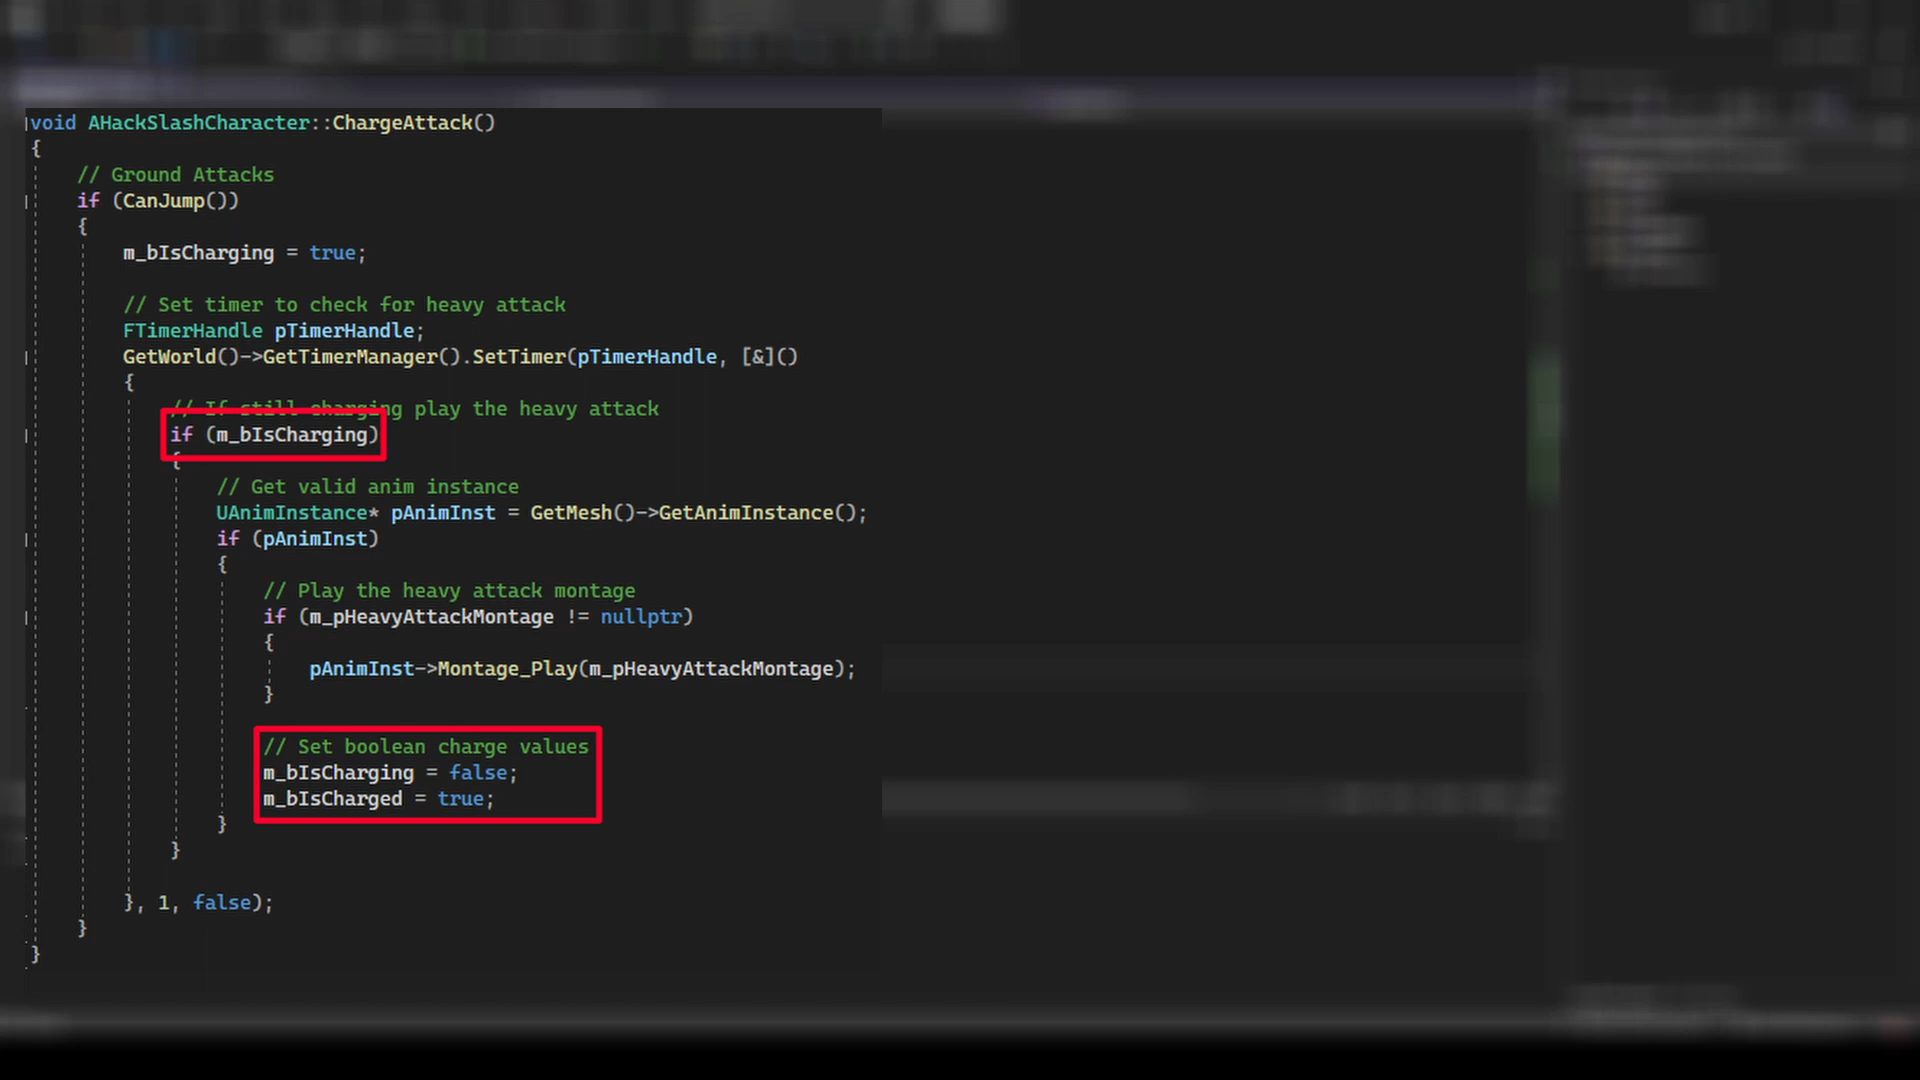 void AHackSlashCharacter::ChargeAttack()
{
// Ground Attacks
if (CanJump())
{
m_bIsCharging = true;
// Set timer to check for heavy attack
FTimerHandle pTimerHandle;
GetWorld()->GetTimerManager().SetTimer(pTimerHandle, [&]()
{
// If still charging play the heavy attack
if (m_bIsCharging)
{
// Get valid anim instance
UAnimInstance* pAnimInst = GetMesh()->GetAnimInstance();
if (pAnimInst)
{
// Play the heavy attack montage
if (m_pHeavyAttackMontage != nullptr)
{
pAnimInst->Montage_Play(m_pHeavyAttackMontage);
}
// Set boolean charge values
m_bIsCharging = false;
m_bIsCharged = true;
}
}
}, 1, false);
}
}